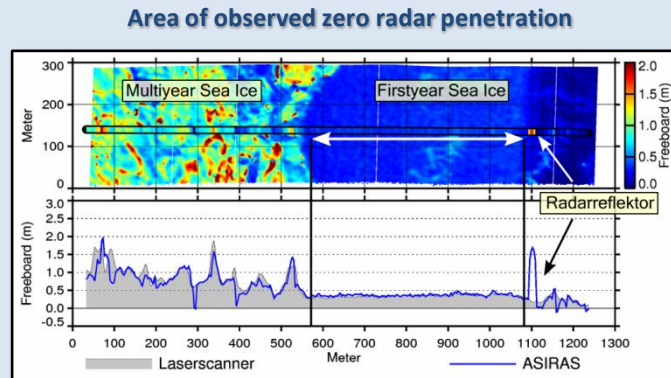 Area of observed zero radar penetration
300
200
100
0
Meter
Multiyear Sea Ice
Firstyear Sea Ice
2.0
1.5
1.0
0.5
0.0
Freeboard (m)
Radarreflektor
3.0
2.5
2.0
1.5
1.0
0.5
0.0
-0.5
Freeboard (m)
0 100 200 300 400 500 600 700 800 900 1000 1100 1200 1300
Meter
Laserscanner
ASIRAS